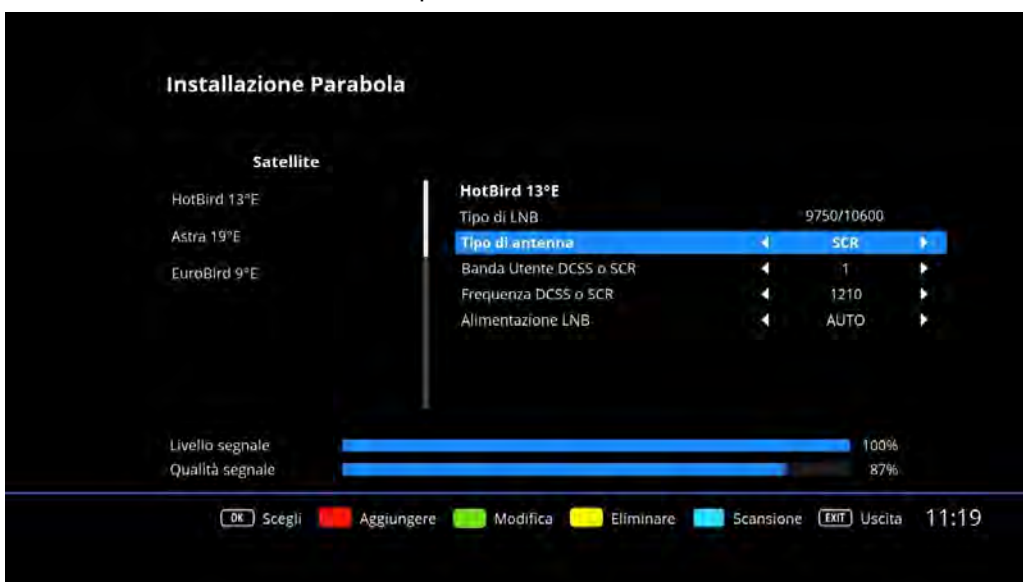 Installazione Parabola
Satellite
HotBird 13°E
Astra 19°E
EuroBird 9°E
HotBird 13°E
Tipo di LNB 9750/10600
Tipo di antenna SCR
Banda Utente DCSS o SCR 1
Frequenza DCSS o SCR 1210
Alimentazione LNB AUTO
Livello segnale 100%
Qualità segnale 87%
OK Scegli Aggiungere Modifica Eliminare Scansione EXIT Uscita 11:19